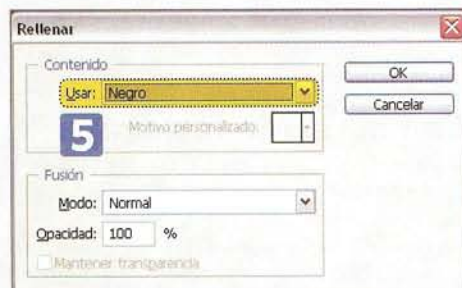 Rellenar
Contenido
Usar: Negro
OK
Cancelar
5
Motivo personalizado:
Fusión
Modo: Normal
Opacidad: 100 %
Mantener transparencia